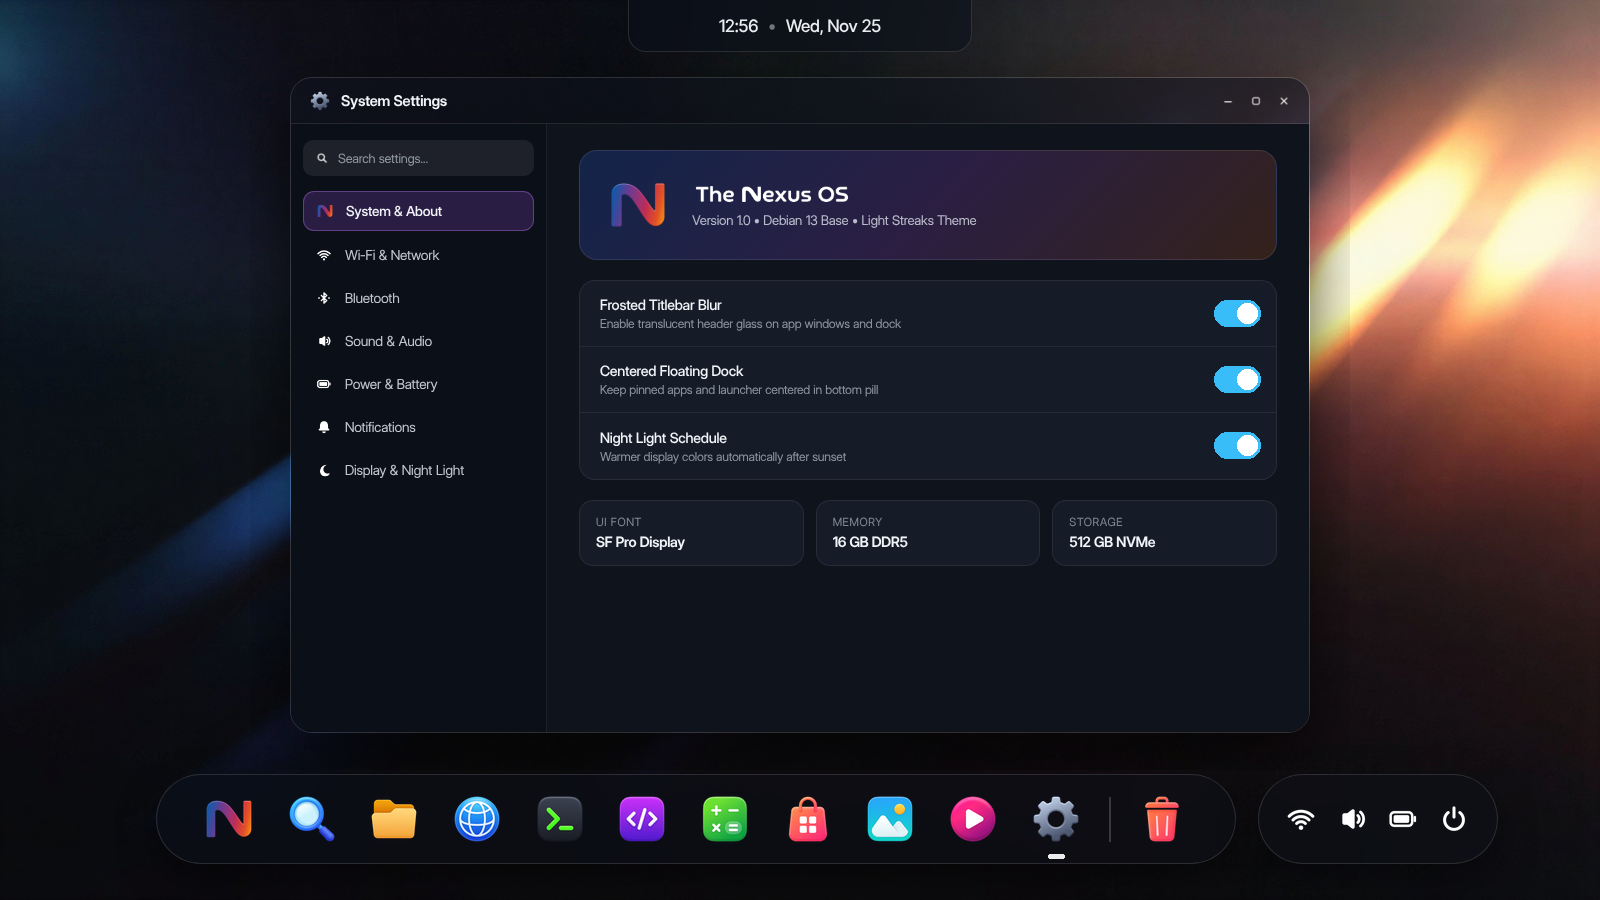 12:56 • Wed, Nov 25
System Settings
Search settings...
System & About
Wi-Fi & Network
Bluetooth
Sound & Audio
Power & Battery
Notifications
Display & Night Light
The Nexus OS
Version 1.0 • Debian 13 Base • Light Streaks Theme
Frosted Titlebar Blur
Enable translucent header glass on app windows and dock
Centered Floating Dock
Keep pinned apps and launcher centered in bottom pill
Night Light Schedule
Warmer display colors automatically after sunset
UI FONT
SF Pro Display
MEMORY
16 GB DDR5
STORAGE
512 GB NVMe